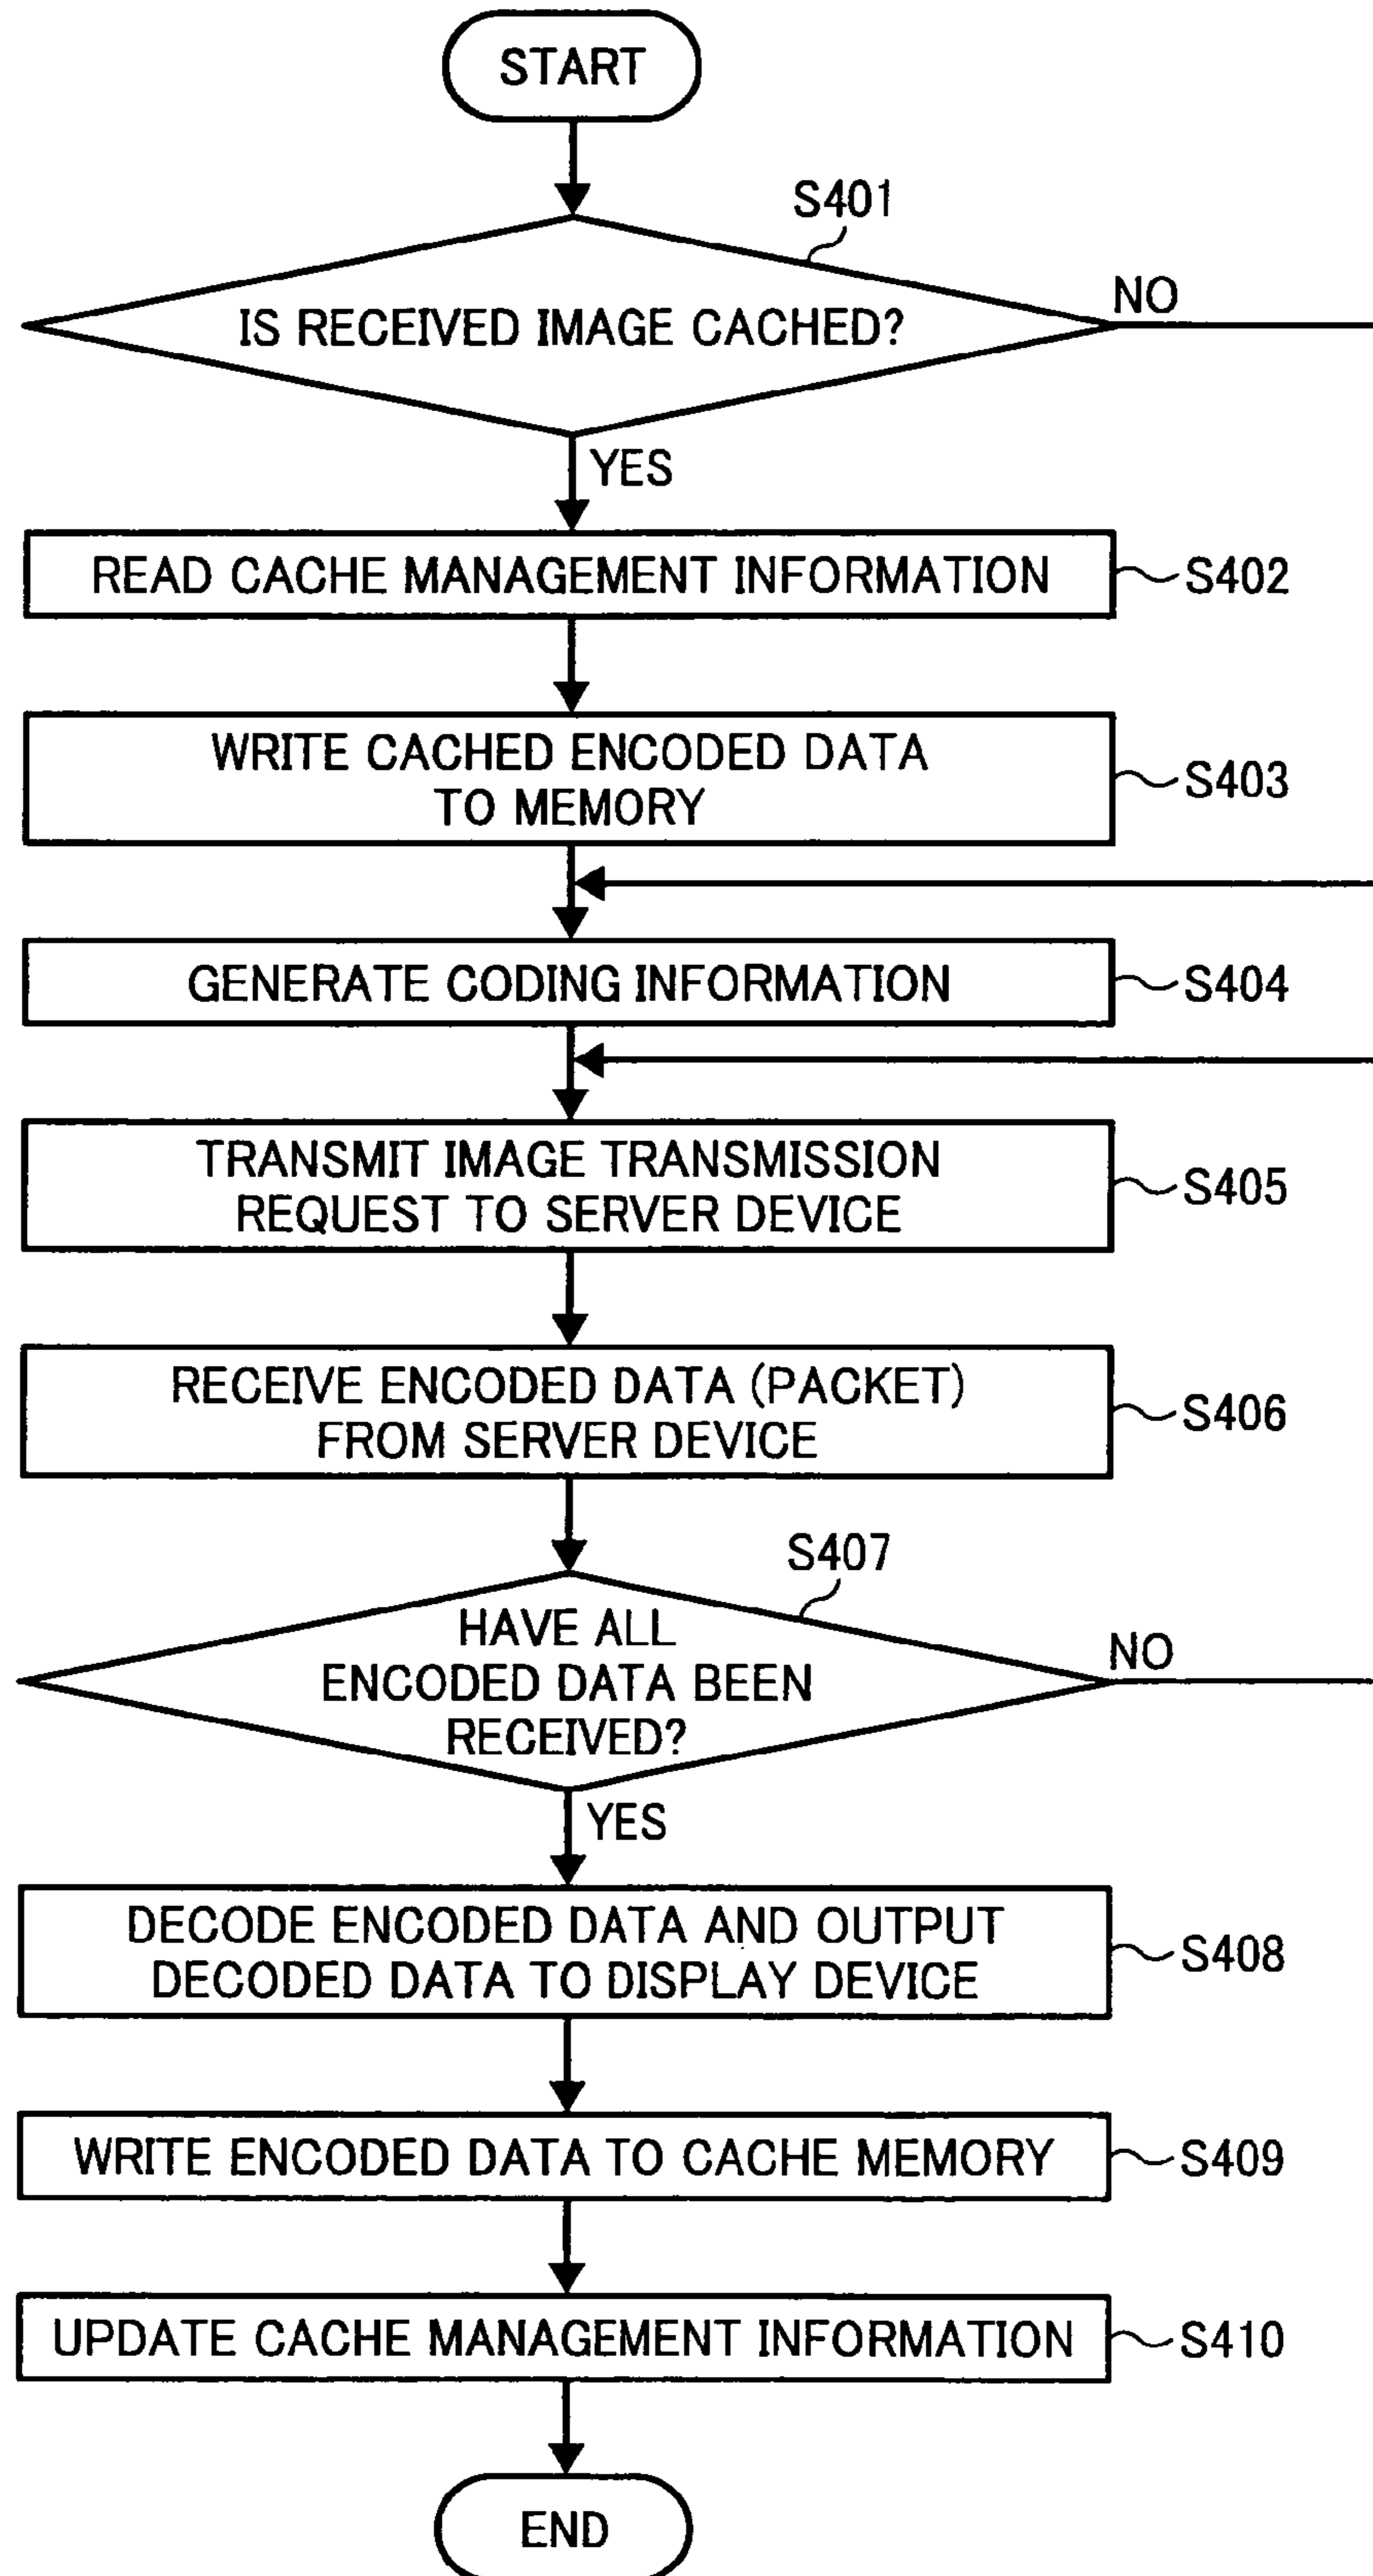 START
S401
IS RECEIVED IMAGE CACHED?
NO
YES
READ CACHE MANAGEMENT INFORMATION
S402
WRITE CACHED ENCODED DATA
TO MEMORY
S403
GENERATE CODING INFORMATION
S404
TRANSMIT IMAGE TRANSMISSION
REQUEST TO SERVER DEVICE
S405
RECEIVE ENCODED DATA (PACKET)
FROM SERVER DEVICE
S406
S407
HAVE ALL
ENCODED DATA BEEN
RECEIVED?
NO
YES
DECODE ENCODED DATA AND OUTPUT
DECODED DATA TO DISPLAY DEVICE
S408
WRITE ENCODED DATA TO CACHE MEMORY
S409
UPDATE CACHE MANAGEMENT INFORMATION
S410
END